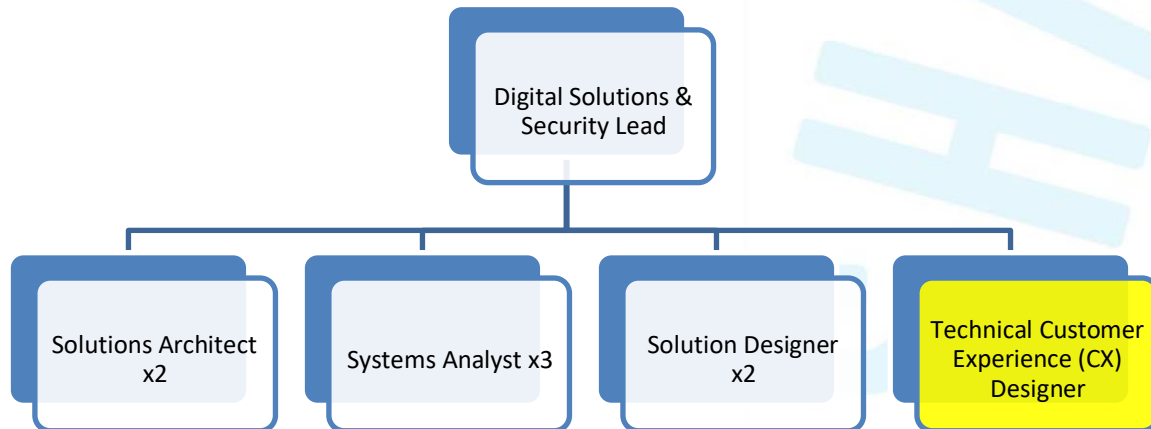 Digital Solutions &
Security Lead
Solutions Architect
x2
Systems Analyst x3
Solution Designer
x2
Technical Customer
Experience (CX)
Designer